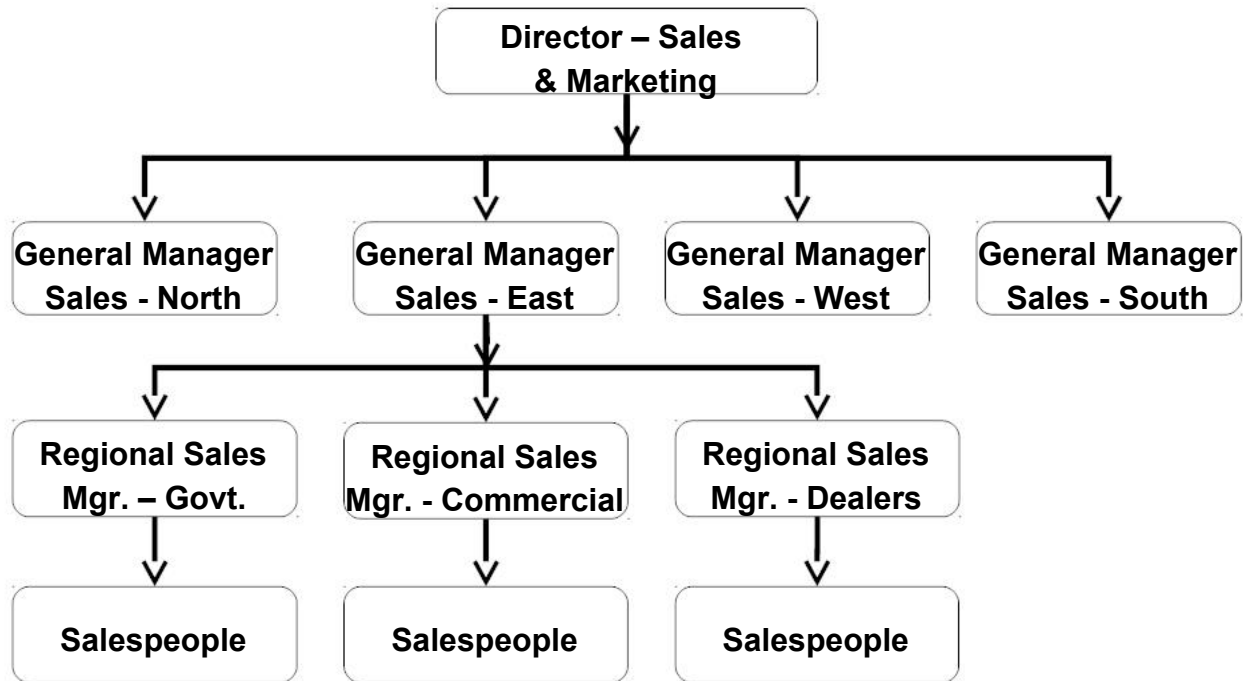 Director – Sales
& Marketing
General Manager
Sales - North
General Manager
Sales - East
General Manager
Sales - West
General Manager
Sales - South
Regional Sales
Mgr. – Govt.
Regional Sales
Mgr. - Commercial
Regional Sales
Mgr. - Dealers
Salespeople
Salespeople
Salespeople